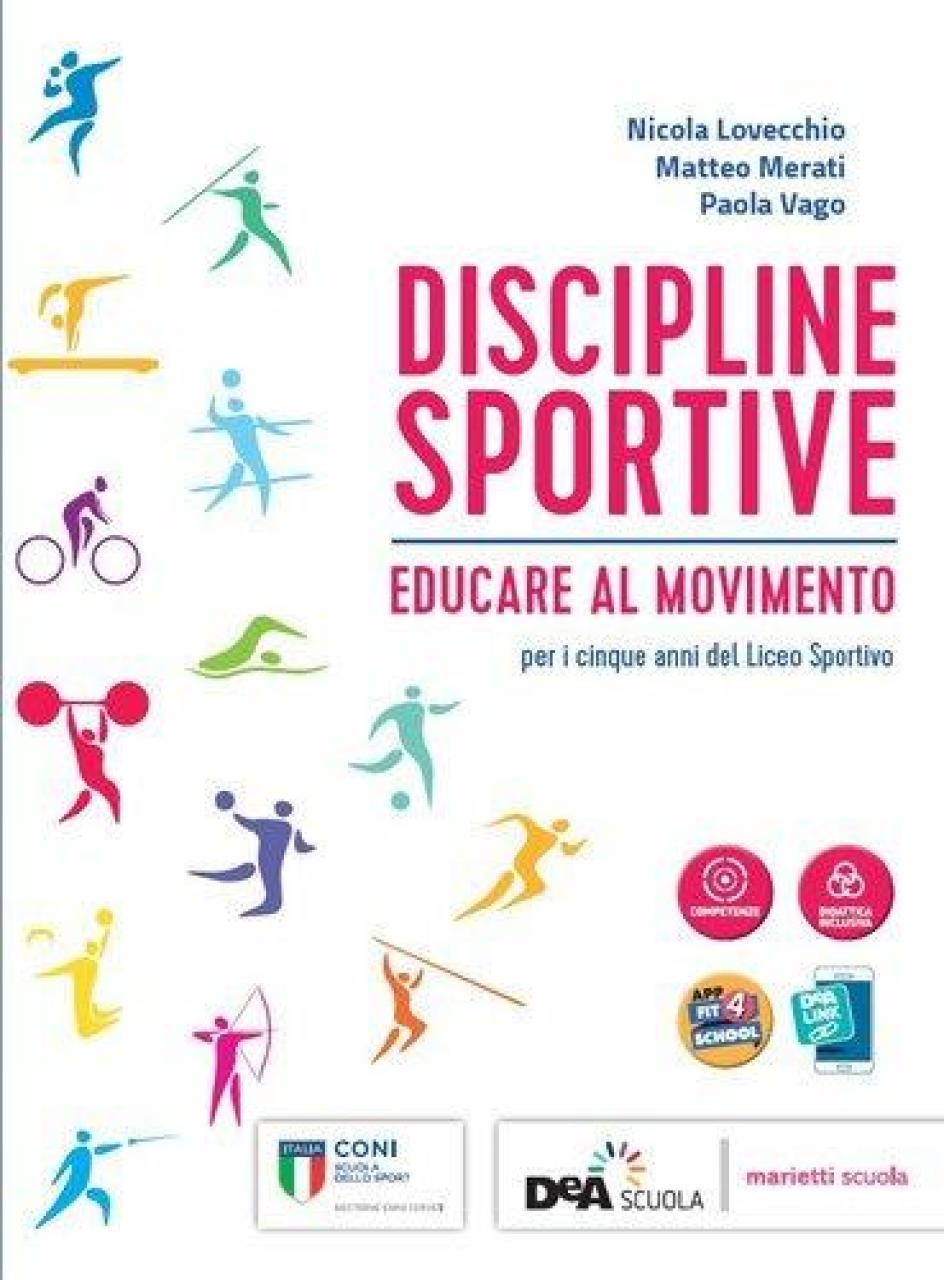 Nicola Lovecchio
Matteo Merati
Paola Vago
DISCIPLINE
SPORTIVE
EDUCARE AL MOVIMENTO
per i cinque anni del Liceo Sportivo
COMPETENZE
DIDATTICA
INCLUSIVA
APP
FIT 4
SCHOOL
DeA
LINK
ITALIA
CONI
SCUOLA
DELLO SPORT
DeA SCUOLA
marietti scuola